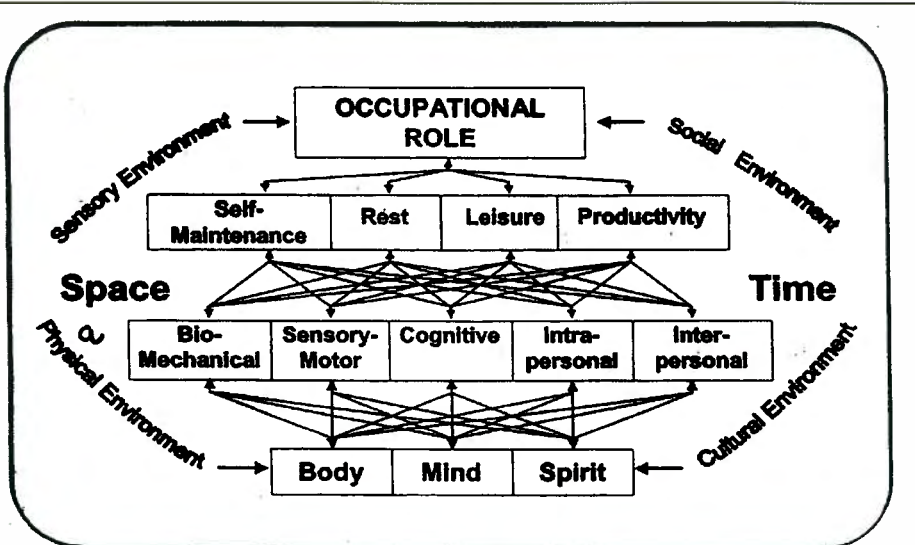 OCCUPATIONAL
ROLE
Sensory Environment
Social Environment
Self-
Maintenance
Rest
Leisure
Productivity
Space
Time
Bio-
Mechanical
Sensory-
Motor
Cognitive
Intra-
personal
Inter-
personal
Physical Environment
Cultural Environment
Body
Mind
Spirit